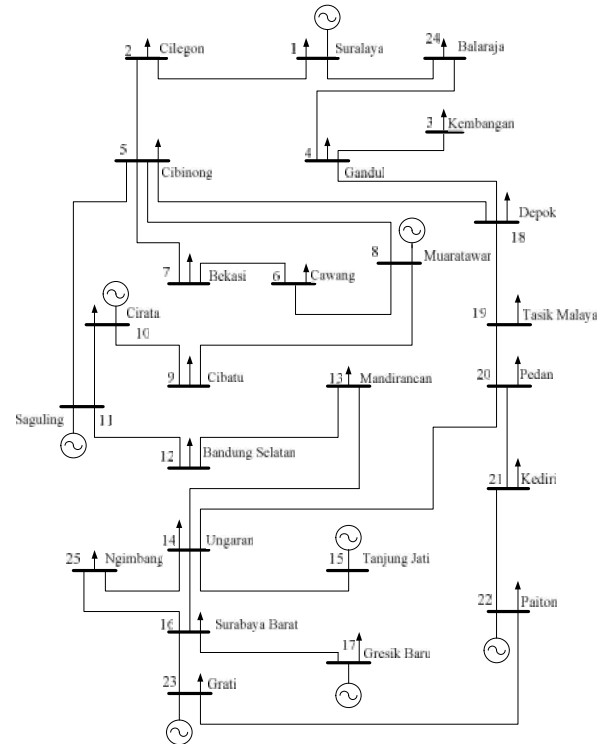 2 Cilegon
1 Suralaya
24 Balaraja
3 Kembangan
4 Gandul
5 Cibinong
Depok
18
8 Muaratawar
7 Bekasi
6 Cawang
Cirata
10
19 Tasik Malaya
9 Cibatu
13 Mandirancan
20 Pedan
Saguling 11
12 Bandung Selatan
21 Kediri
14 Ungaran
25 Ngimbang
15 Tanjung Jati
22 Paiton
16 Surabaya Barat
17 Gresik Baru
23 Grati